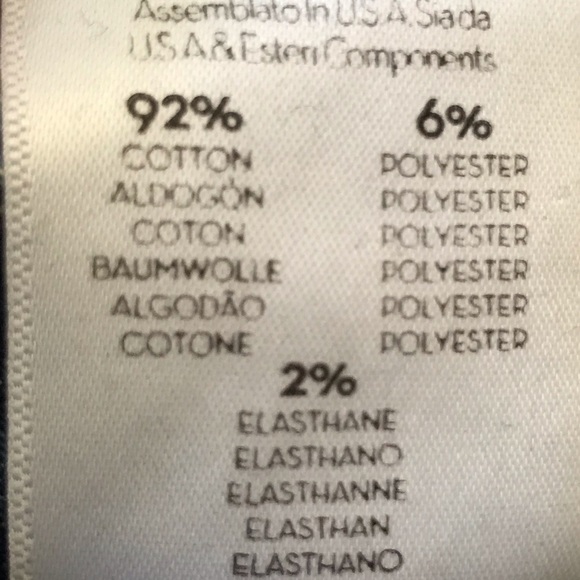 Assemblato In U.S.A. Sia da
U.S.A. & Esteri Components
92%
COTTON
ALDOGÓN
COTON
BAUMWOLLE
ALGODÃO
COTONE
6%
POLYESTER
POLYESTER
POLYESTER
POLYESTER
POLYESTER
POLYESTER
2%
ELASTHANE
ELASTHANO
ELASTHANNE
ELASTHAN
ELASTHANO